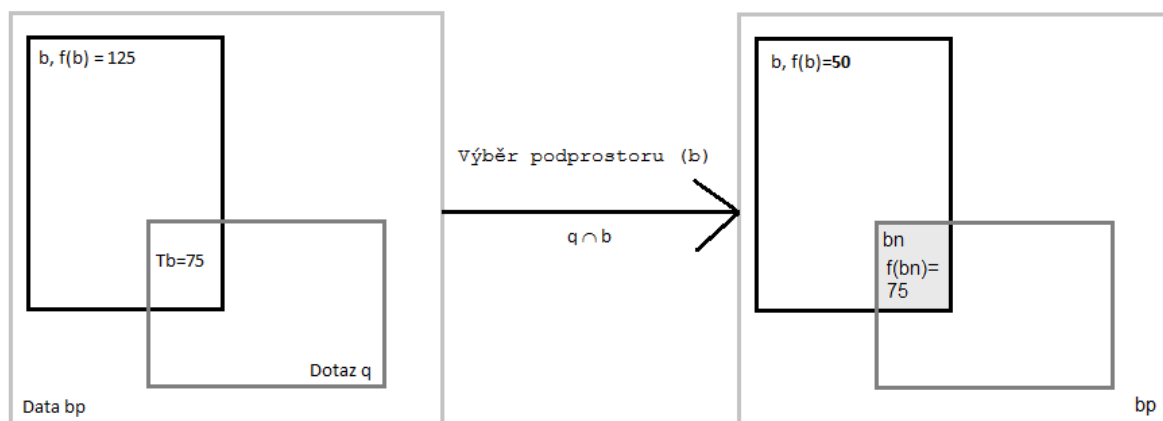 b, f(b) = 125
Tb=75
Dotaz q
Data bp
Výběr podprostoru (b)
q ∩ b
b, f(b)=50
bn
f(bn)=
75
bp